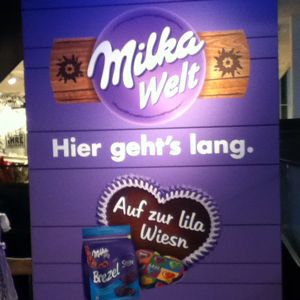 Milka
Welt
Hier geht's lang.
Auf zur lila
Wiesn
Milka
Brezel